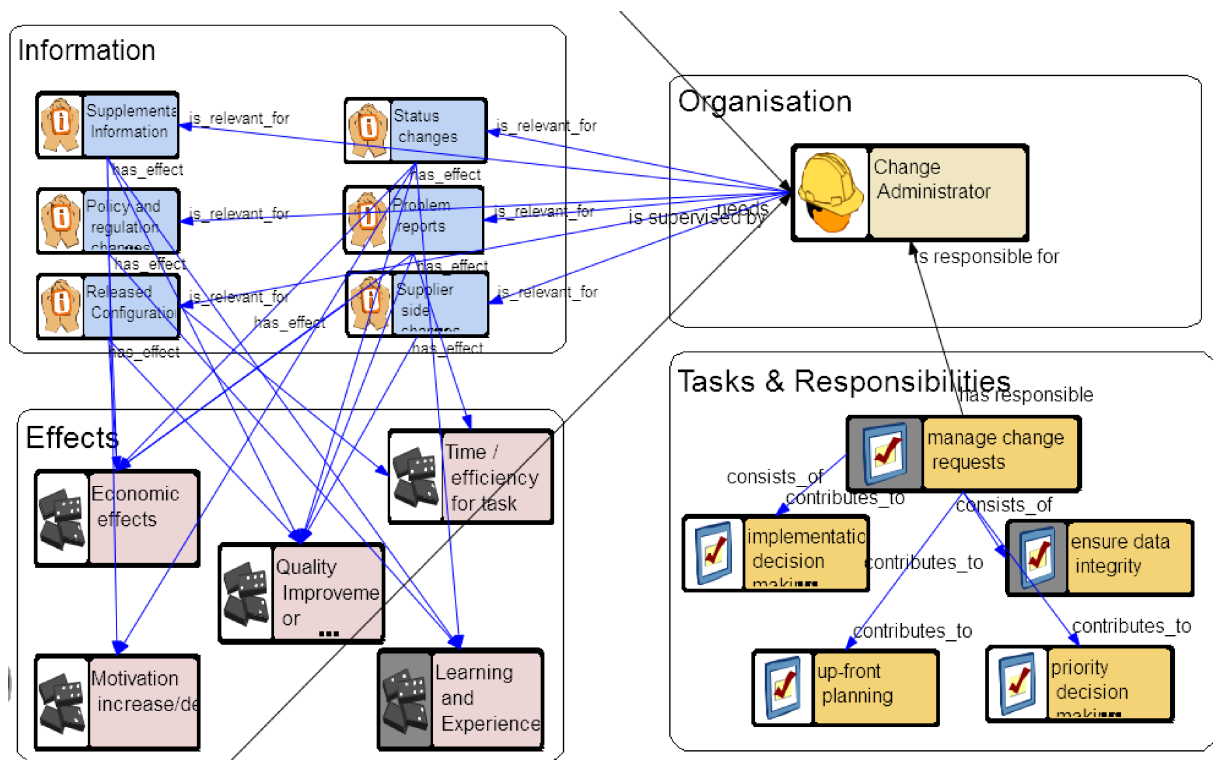 Information
Supplementa
Information
is_relevant_for
has_effect
Status
changes
is_relevant_for
has_effect
Policy and
regulation
changes
is_relevant_for
has_effect
Problem
reports
is_relevant_for
has_effect
Released
Configuration
is_relevant_for
has_effect
has_effect
Supplier
side
changes
is_relevant_for
has_effect
Organisation
Change
Administrator
needs
is supervised by
is responsible for
Effects
Economic
effects
Time /
efficiency
for task
Quality
Improveme
or
...
Motivation
increase/de
Learning
and
Experience
Tasks & Responsibilities
has responsible
manage change
requests
consists_of
contributes_to
consists_of
implementatio
decision
making
contributes_to
ensure data
integrity
contributes_to
contributes_to
up-front
planning
priority
decision
making